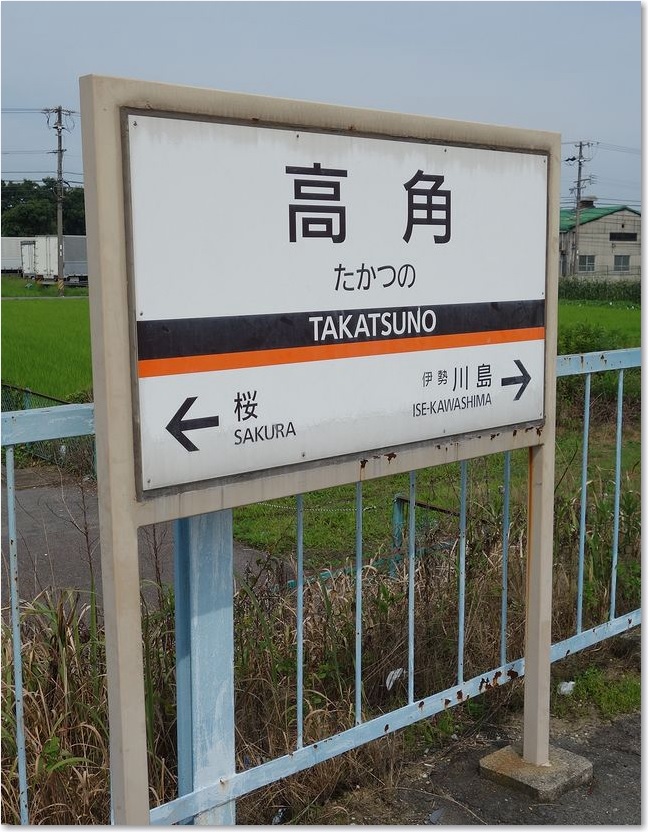 高角
たかつの
TAKATSUNO
← 桜
SAKURA
伊勢川島 →
ISE-KAWASHIMA